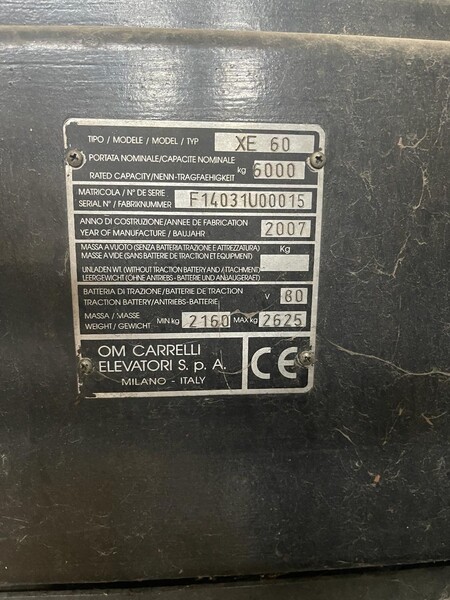 TIPO / MODELE / MODEL / TYP XE 60
PORTATA NOMINALE/CAPACITE NOMINALE
RATED CAPACITY/NENN-TRAGFAEHIGKEIT kg 6000
MATRICOLA / N° DE SERIE
SERIAL N° / FABRIKNUMMER F14031U00015
ANNO DI COSTRUZIONE/ANNEE DE FABRICATION
YEAR OF MANUFACTURE / BAUJAHR 2007
MASSA A VUOTO (SENZA BATTERIA TRAZIONE E ATTREZZATURA) Kg
MASSE A VIDE (SANS BATTERIE DE TRACTION ET EQUIPEMENT)
UNLADEN WT. (WITHOUT TRACTION BATTERY AND ATTACHMENT)
LEERGEWICHT (OHNE ANTRIEBS - BATTERIE UND ANBAUGERAET)
BATTERIA DI TRAZIONE/BATTERIE DE TRACTION
TRACTION BATTERY/ANTRIEBS-BATTERIE V 80
MASSA / MASSE
WEIGHT / GEWICHT MIN kg 2160 MAX kg 2625
OM CARRELLI
ELEVATORI S.p.A.
MILANO - ITALY
CE